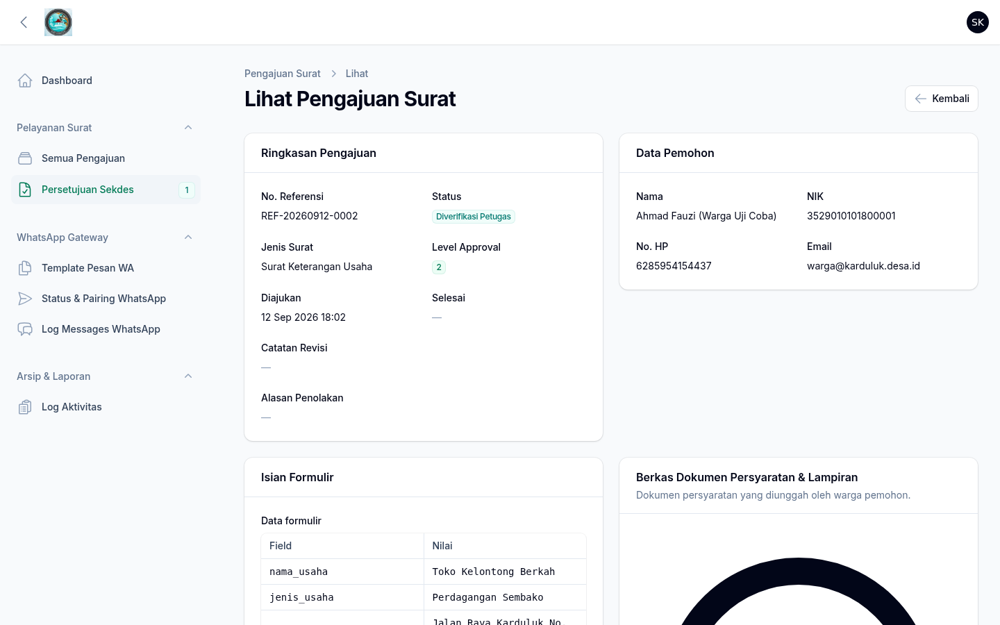 SK
Dashboard
Pelayanan Surat
Semua Pengajuan
Persetujuan Sekdes
1
WhatsApp Gateway
Template Pesan WA
Status & Pairing WhatsApp
Log Messages WhatsApp
Arsip & Laporan
Log Aktivitas
Pengajuan Surat
Lihat
Lihat Pengajuan Surat
Kembali
Ringkasan Pengajuan
No. Referensi
REF-20260912-0002
Status
Diverifikasi Petugas
Jenis Surat
Surat Keterangan Usaha
Level Approval
2
Diajukan
12 Sep 2026 18:02
Selesai
—
Catatan Revisi
—
Alasan Penolakan
—
Data Pemohon
Nama
Ahmad Fauzi (Warga Uji Coba)
NIK
3529010101800001
No. HP
6285954154437
Email
warga@karduluk.desa.id
Isian Formulir
Data formulir
Field
Nilai
nama_usaha
Toko Kelontong Berkah
jenis_usaha
Perdagangan Sembako
Jalan Raya Karduluk No.
Berkas Dokumen Persyaratan & Lampiran
Dokumen persyaratan yang diunggah oleh warga pemohon.